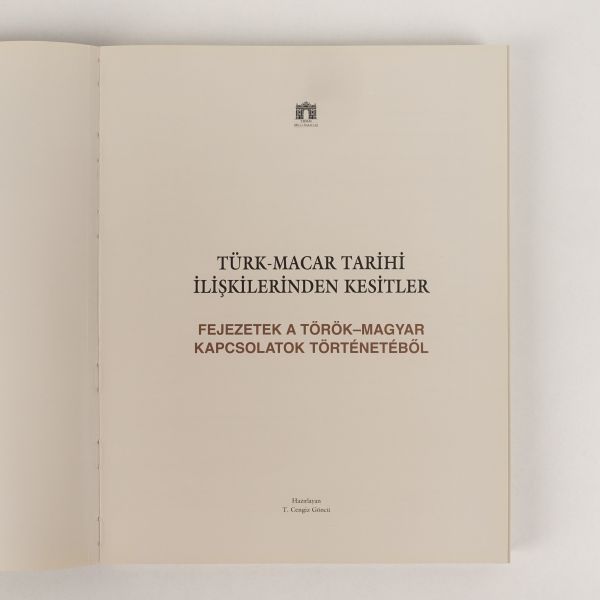 TÜRK-MACAR TARİHİ
İLİŞKİLERİNDEN KESİTLER
FEJEZETEK A TÖRÖK–MAGYAR
KAPCSOLATOK TÖRTÉNETÉBŐL
Hazırlayan
T. Cengiz Göncü